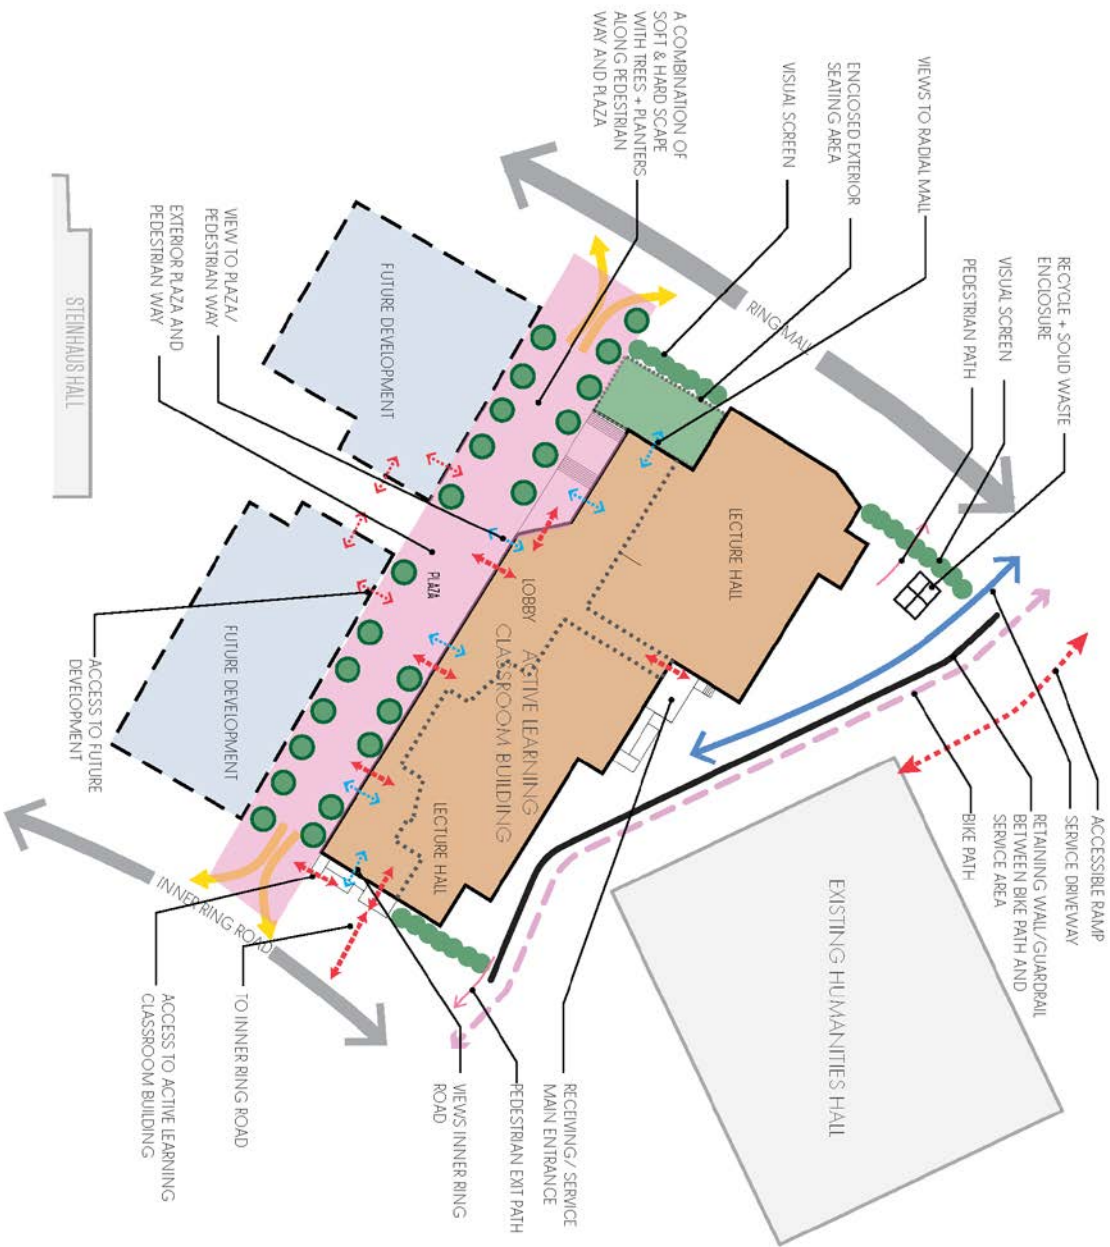 A COMBINATION OF
SOFT & HARD SCAPE
WITH TREES + PLANTERS
ALONG PEDESTRIAN
WAY AND PLAZA
VISUAL SCREEN
ENCLOSED EXTERIOR
SEATING AREA
VIEWS TO RADIAL MALL
PEDESTRIAN PATH
VISUAL SCREEN
RECYCLE + SOLID WASTE
ENCLOSURE
RING MALL
VIEW TO PLAZA/
PEDESTRIAN WAY
EXTERIOR PLAZA AND
PEDESTRIAN WAY
STEINHAUS HALL
FUTURE DEVELOPMENT
FUTURE DEVELOPMENT
PLAZA
LECTURE HALL
LOBBY
ACTIVE LEARNING
CLASSROOM BUILDING
LECTURE HALL
ACCESS TO FUTURE
DEVELOPMENT
INNER RING ROAD
EXISTING HUMANITIES HALL
ACCESSIBLE RAMP
SERVICE DRIVEWAY
RETAINING WALL/GUARDRAIL
BETWEEN BIKE PATH AND
SERVICE AREA
BIKE PATH
RECEIVING/ SERVICE
MAIN ENTRANCE
PEDESTRIAN EXIT PATH
VIEWS INNER RING
ROAD
TO INNER RING ROAD
ACCESS TO ACTIVE LEARNING
CLASSROOM BUILDING